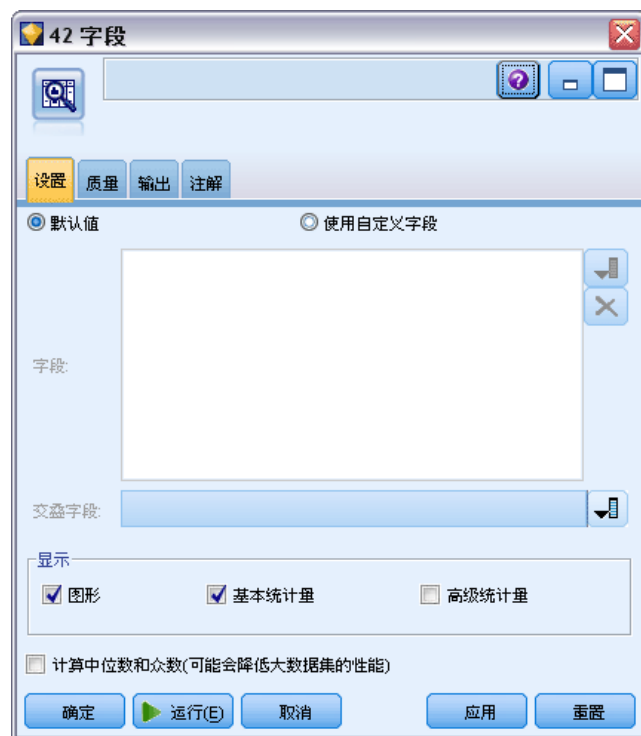 42 字段
设置 质量 输出 注解
默认值 使用自定义字段
字段:
交叠字段:
显示
图形 基本统计量 高级统计量
计算中位数和众数(可能会降低大数据集的性能)
确定 运行(E) 取消 应用 重置